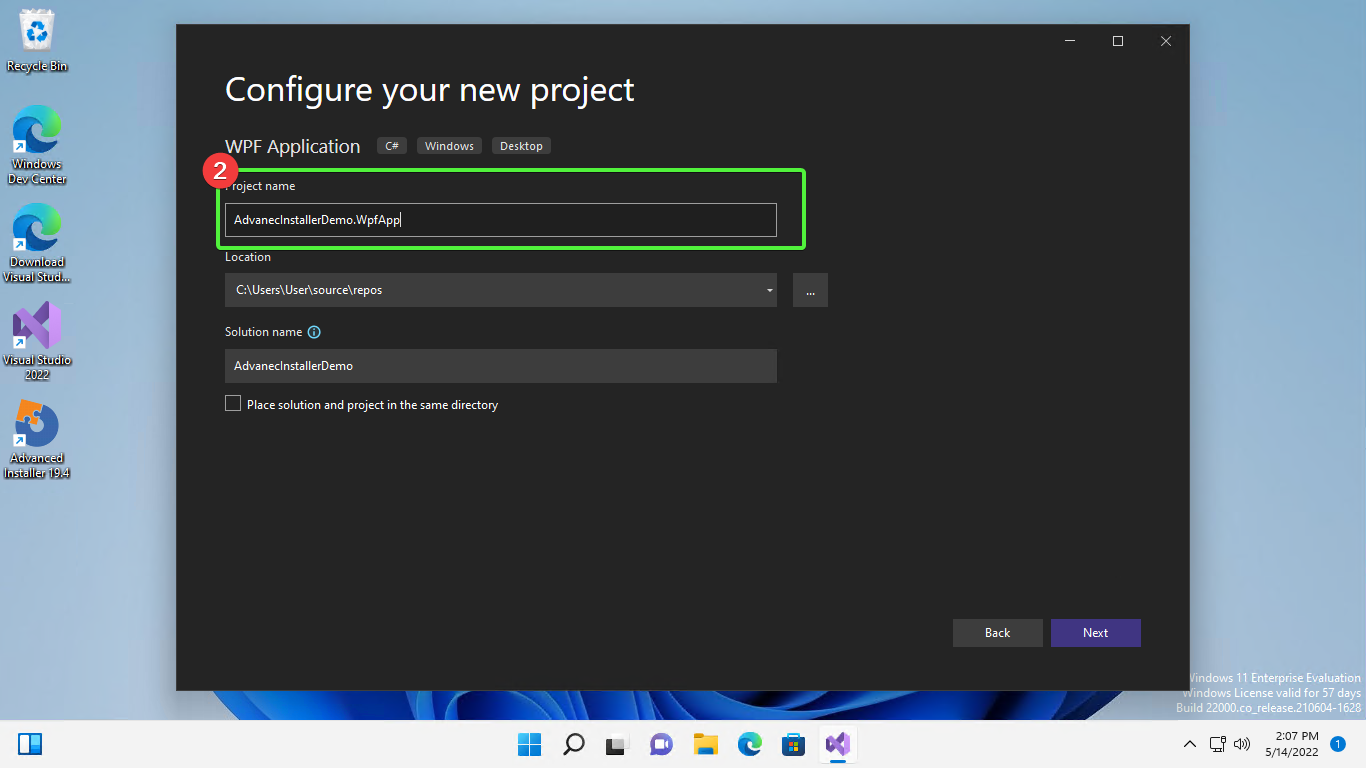 Recycle Bin
Windows
Dev Center
Download
Visual Stud...
Visual Studio
2022
Advanced
Installer 19.4
Configure your new project
WPF Application C# Windows Desktop
2
Project name
AdvanecInstallerDemo.WpfApp
Location
C:\Users\User\source\repos
...
Solution name
AdvanecInstallerDemo
Place solution and project in the same directory
Back Next
Windows 11 Enterprise Evaluation
Windows License valid for 57 days
Build 22000.co_release.210604-1628
2:07 PM
5/14/2022
1